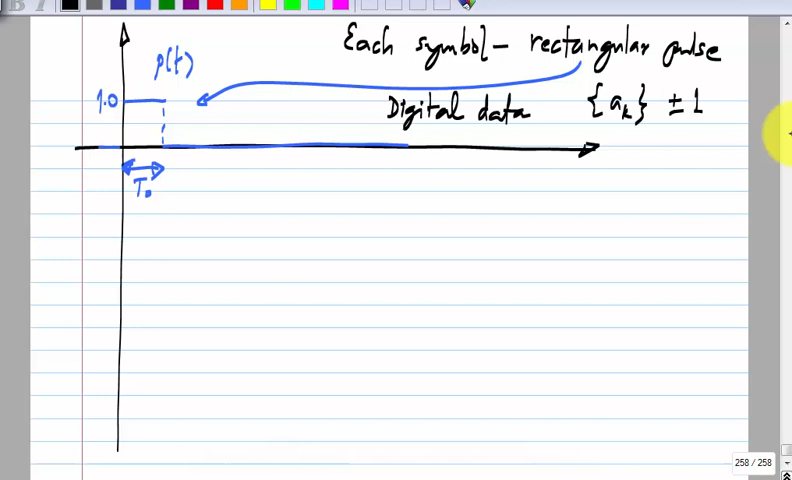 Each symbol- rectangular pulse
p(t)
1.0
Digital data {aₖ} ± 1
T₀
258 / 258